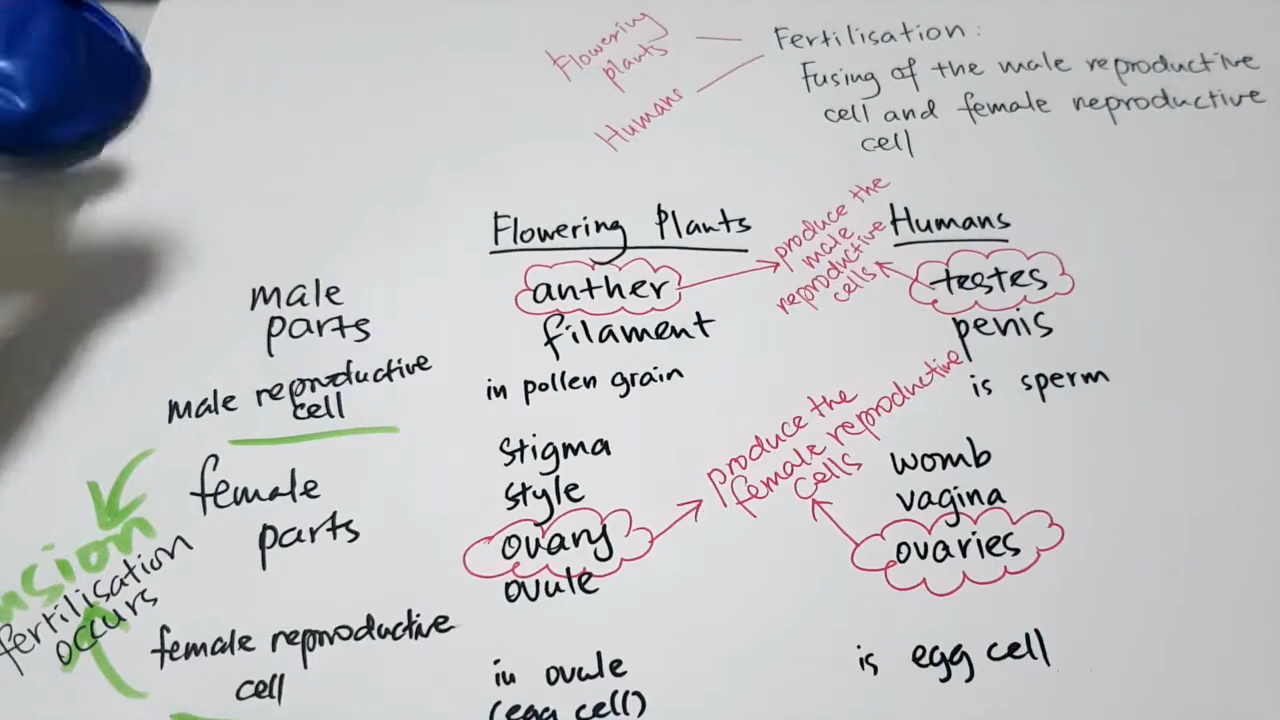 Flowering
plants
Humans
Fertilisation:
Fusing of the male reproductive
cell and female reproductive
cell
Flowering Plants
Humans
male
parts
anther
filament
produce the
male
reproductive
cells
testes
penis
male reproductive
cell
in pollen grain
is sperm
female
parts
stigma
style
ovary
ovule
produce the
female reproductive
cells
womb
vagina
ovaries
fertilisation
occurs
female reproductive
cell
in ovule
(egg cell)
is egg cell